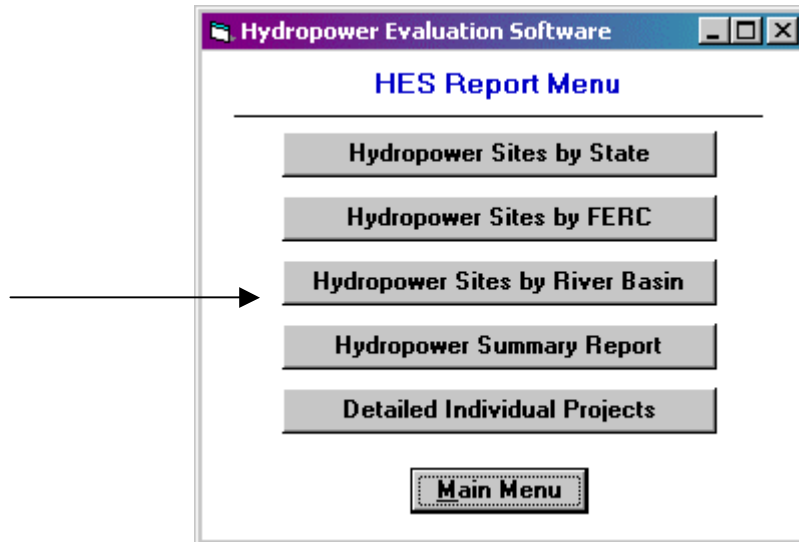 Hydropower Evaluation Software
HES Report Menu
Hydropower Sites by State
Hydropower Sites by FERC
Hydropower Sites by River Basin
Hydropower Summary Report
Detailed Individual Projects
Main Menu